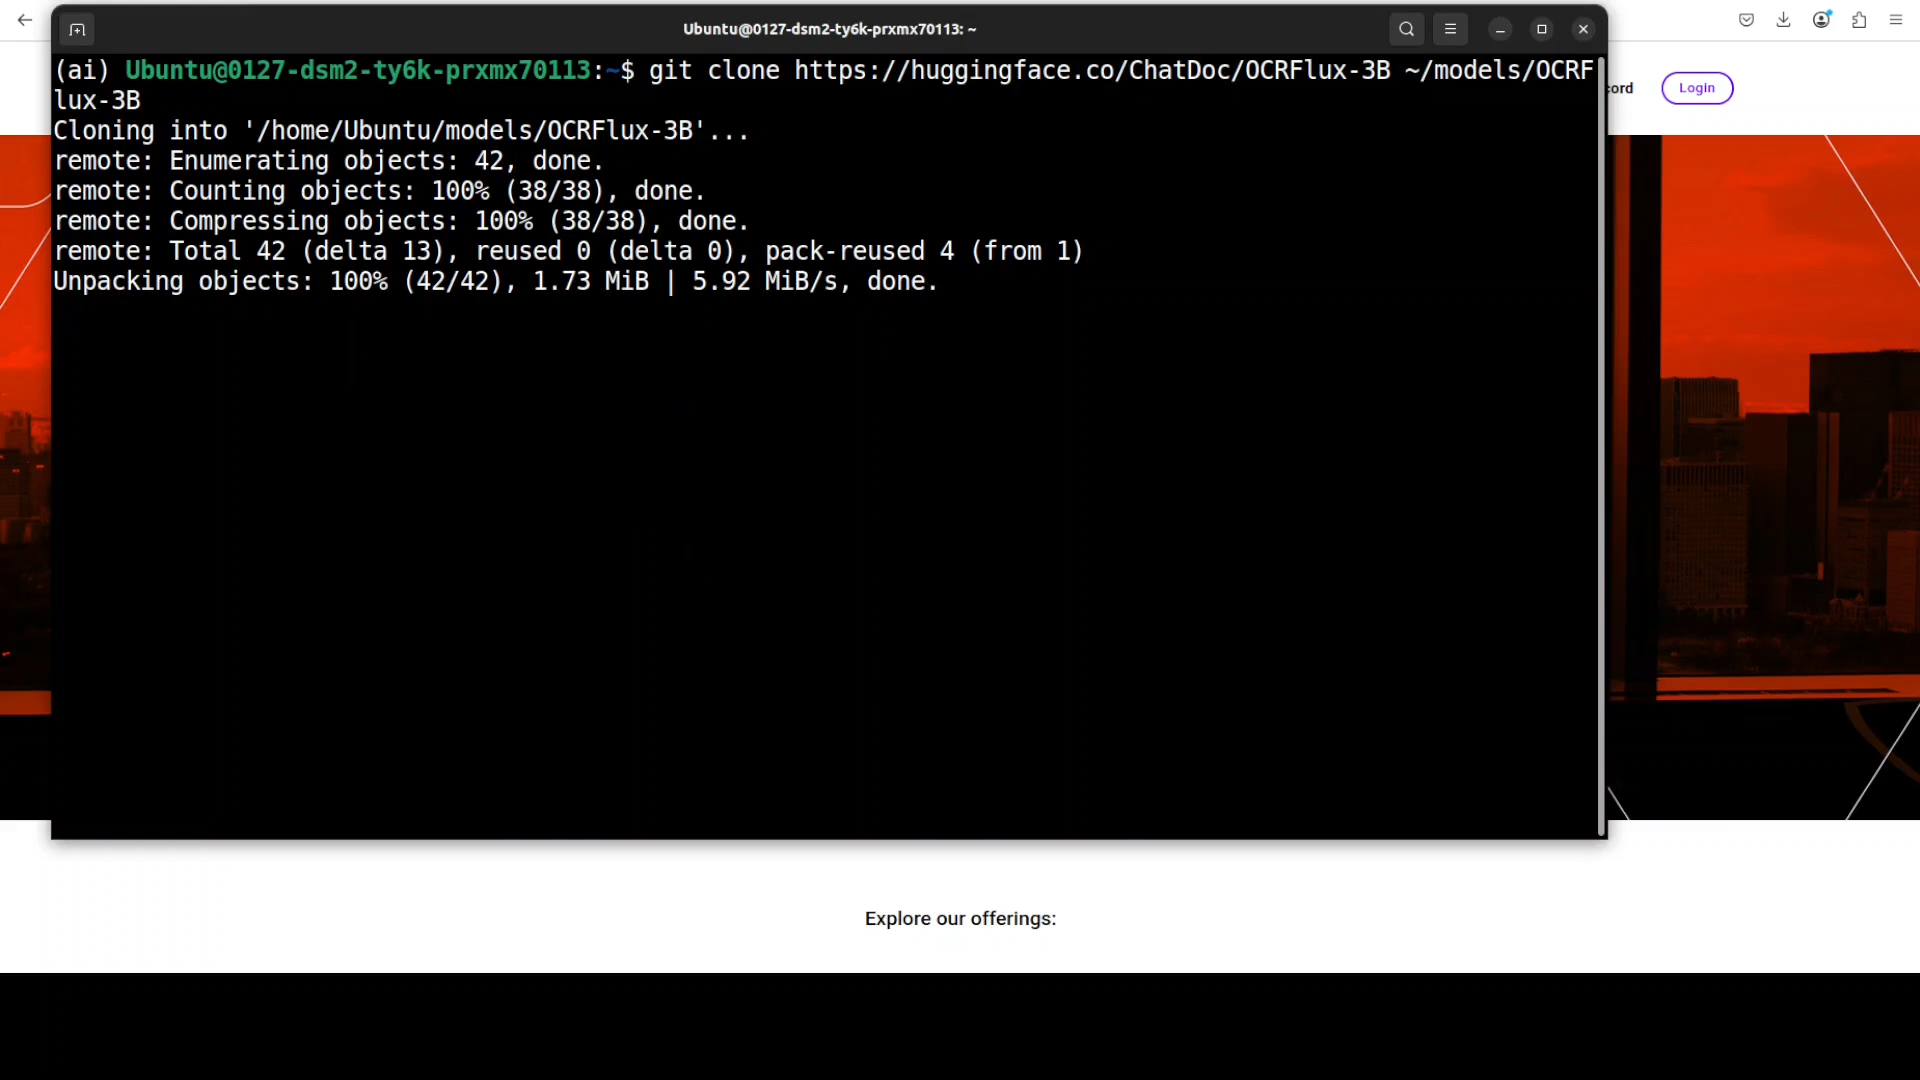 Ubuntu@0127-dsm2-ty6k-prxmx70113: ~
(ai) Ubuntu@0127-dsm2-ty6k-prxmx70113:~$ git clone https://huggingface.co/ChatDoc/OCRFlux-3B ~/models/OCRF
lux-3B
Cloning into '/home/Ubuntu/models/OCRFlux-3B'...
remote: Enumerating objects: 42, done.
remote: Counting objects: 100% (38/38), done.
remote: Compressing objects: 100% (38/38), done.
remote: Total 42 (delta 13), reused 0 (delta 0), pack-reused 4 (from 1)
Unpacking objects: 100% (42/42), 1.73 MiB | 5.92 MiB/s, done.
cord
Login
Explore our offerings: